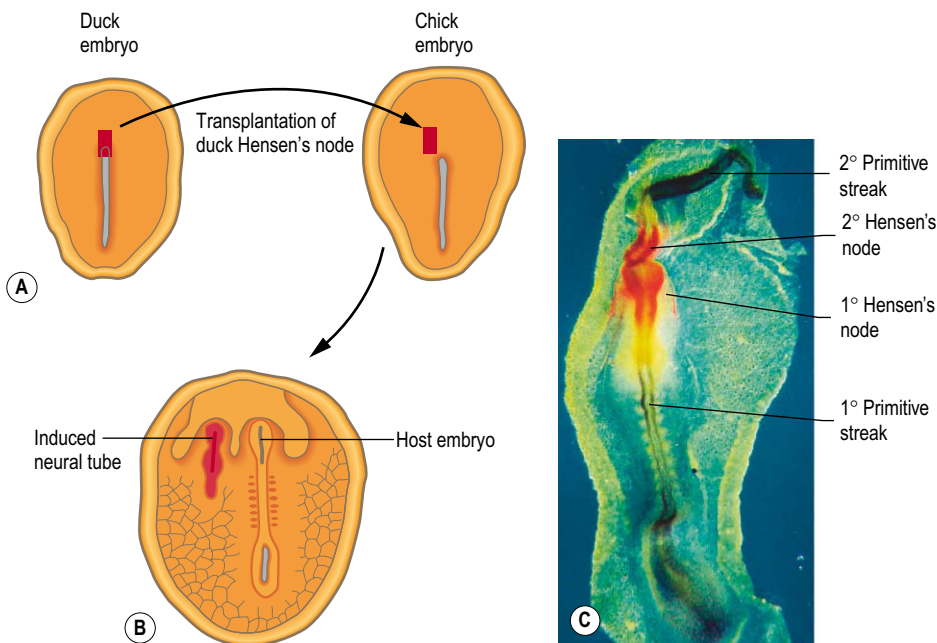 Duck
embryo
Chick
embryo
Transplantation of
duck Hensen's node
A
Induced
neural tube
Host embryo
B
2° Primitive
streak
2° Hensen's
node
1° Hensen's
node
1° Primitive
streak
C